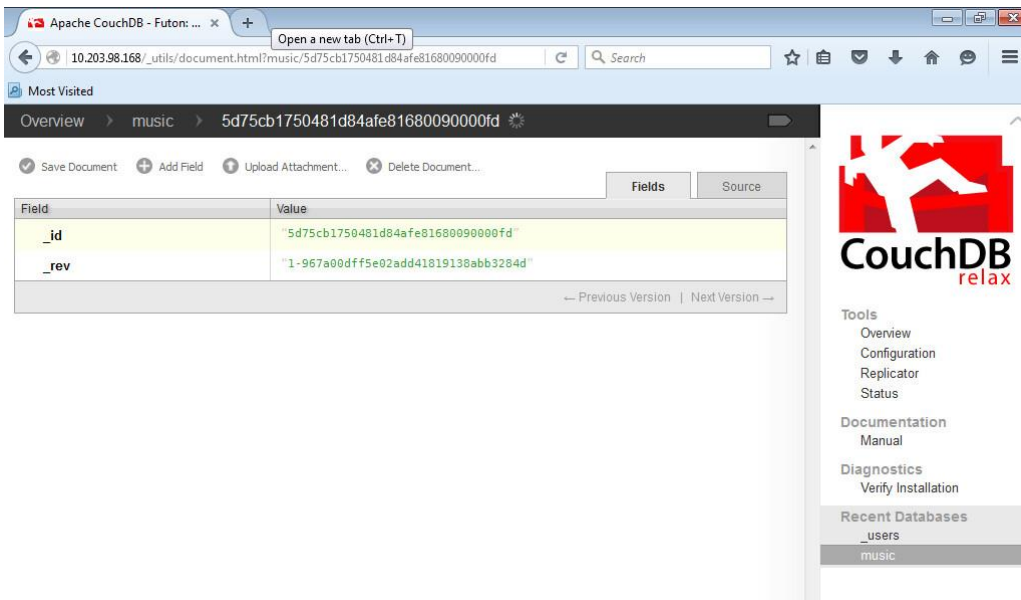 Apache CouchDB - Futon: ...
Open a new tab (Ctrl+T)
10.203.98.168/_utils/document.html?music/5d75cb1750481d84afe81680090000fd
Search
Most Visited
Overview music 5d75cb1750481d84afe81680090000fd
Save Document Add Field Upload Attachment... Delete Document...
Fields Source
Field Value
_id "5d75cb1750481d84afe81680090000fd"
_rev "1-967a00dff5e02add41819138abb3284d"
← Previous Version | Next Version →
CouchDB
relax
Tools
Overview
Configuration
Replicator
Status
Documentation
Manual
Diagnostics
Verify Installation
Recent Databases
_users
music